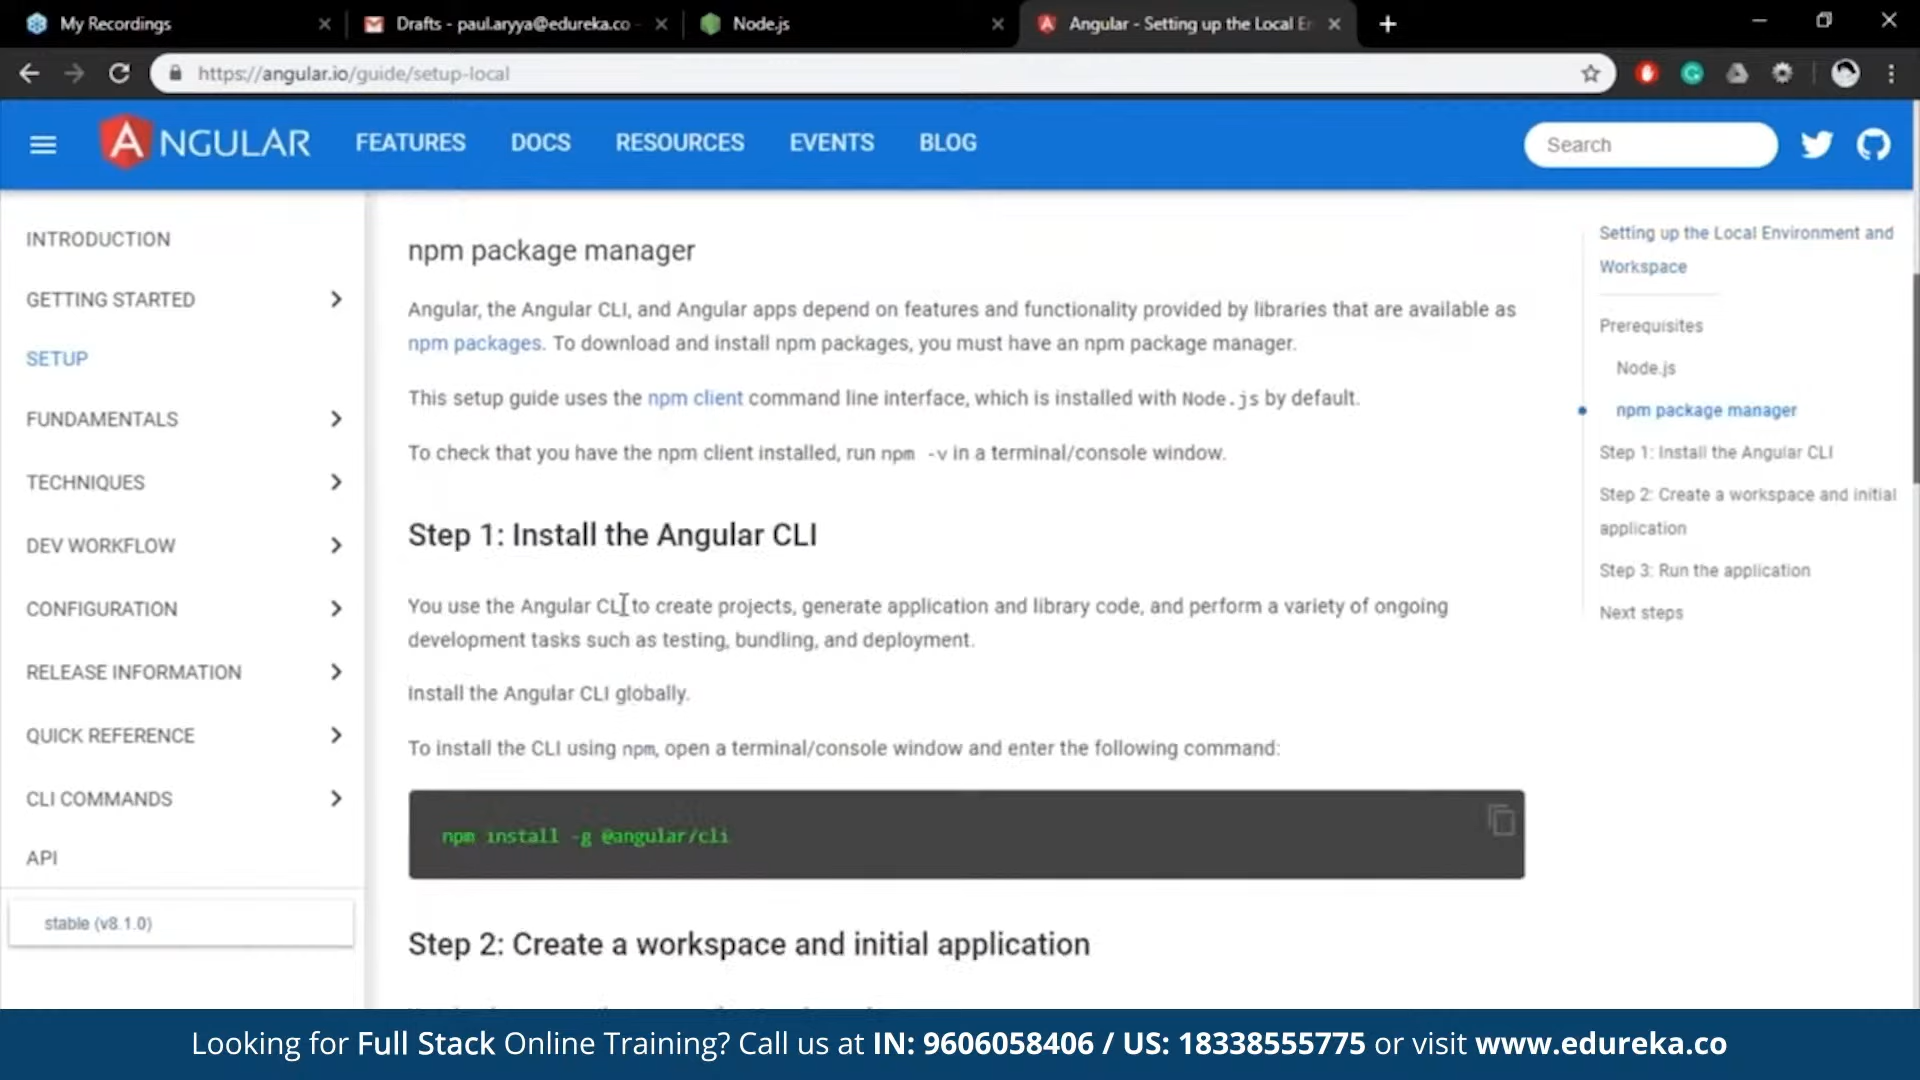 My Recordings
Drafts - paul.aryya@edureka.co
Node.js
Angular - Setting up the Local En
https://angular.io/guide/setup-local
ANGULAR
FEATURES
DOCS
RESOURCES
EVENTS
BLOG
Search
INTRODUCTION
GETTING STARTED
SETUP
FUNDAMENTALS
TECHNIQUES
DEV WORKFLOW
CONFIGURATION
RELEASE INFORMATION
QUICK REFERENCE
CLI COMMANDS
API
stable (v8.1.0)
npm package manager
Angular, the Angular CLI, and Angular apps depend on features and functionality provided by libraries that are available as
npm packages. To download and install npm packages, you must have an npm package manager.
This setup guide uses the npm client command line interface, which is installed with Node.js by default.
To check that you have the npm client installed, run npm -v in a terminal/console window.
Step 1: Install the Angular CLI
You use the Angular CLI to create projects, generate application and library code, and perform a variety of ongoing
development tasks such as testing, bundling, and deployment.
Install the Angular CLI globally.
To install the CLI using npm, open a terminal/console window and enter the following command:
npm install -g @angular/cli
Step 2: Create a workspace and initial application
Setting up the Local Environment and
Workspace
Prerequisites
Node.js
npm package manager
Step 1: Install the Angular CLI
Step 2: Create a workspace and initial
application
Step 3: Run the application
Next steps
Looking for Full Stack Online Training? Call us at IN: 9606058406 / US: 18338555775 or visit www.edureka.co